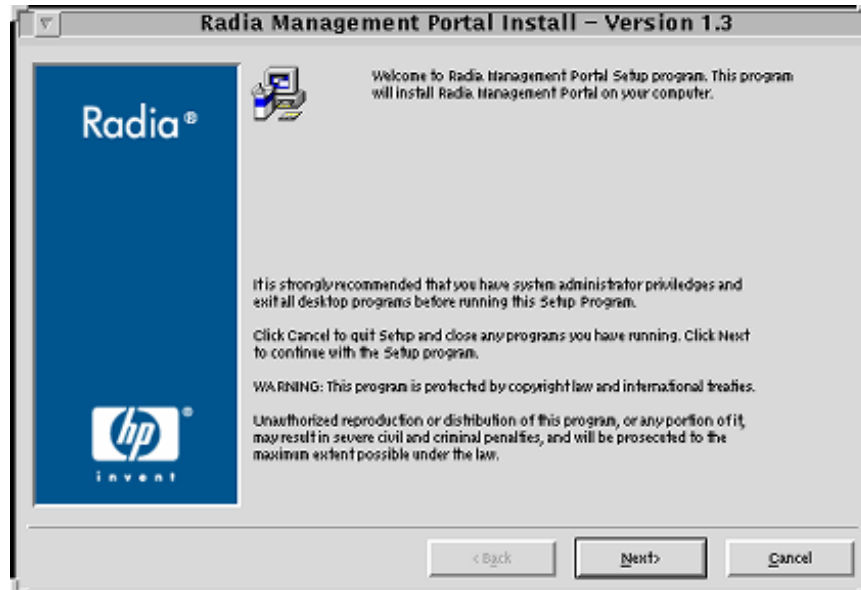 Radia Management Portal Install – Version 1.3
Radia®
Welcome to Radia Management Portal Setup program. This program
will install Radia Management Portal on your computer.
It is strongly recommended that you have system administrator priviledges and
exit all desktop programs before running this Setup Program.
Click Cancel to quit Setup and close any programs you have running. Click Next
to continue with the Setup program.
WARNING: This program is protected by copyright law and international treaties.
Unauthorized reproduction or distribution of this program, or any portion of it,
may result in severe civil and criminal penalties, and will be prosecuted to the
maximum extent possible under the law.
hp®
invent
< Back
Next>
Cancel